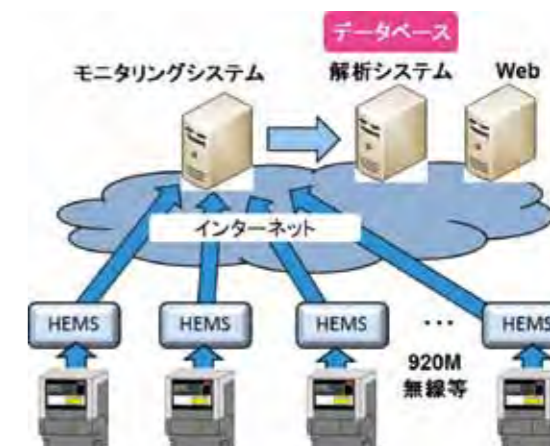 データベース
モニタリングシステム
解析システム
Web
インターネット
HEMS
HEMS
HEMS
・・・
HEMS
920M
無線等